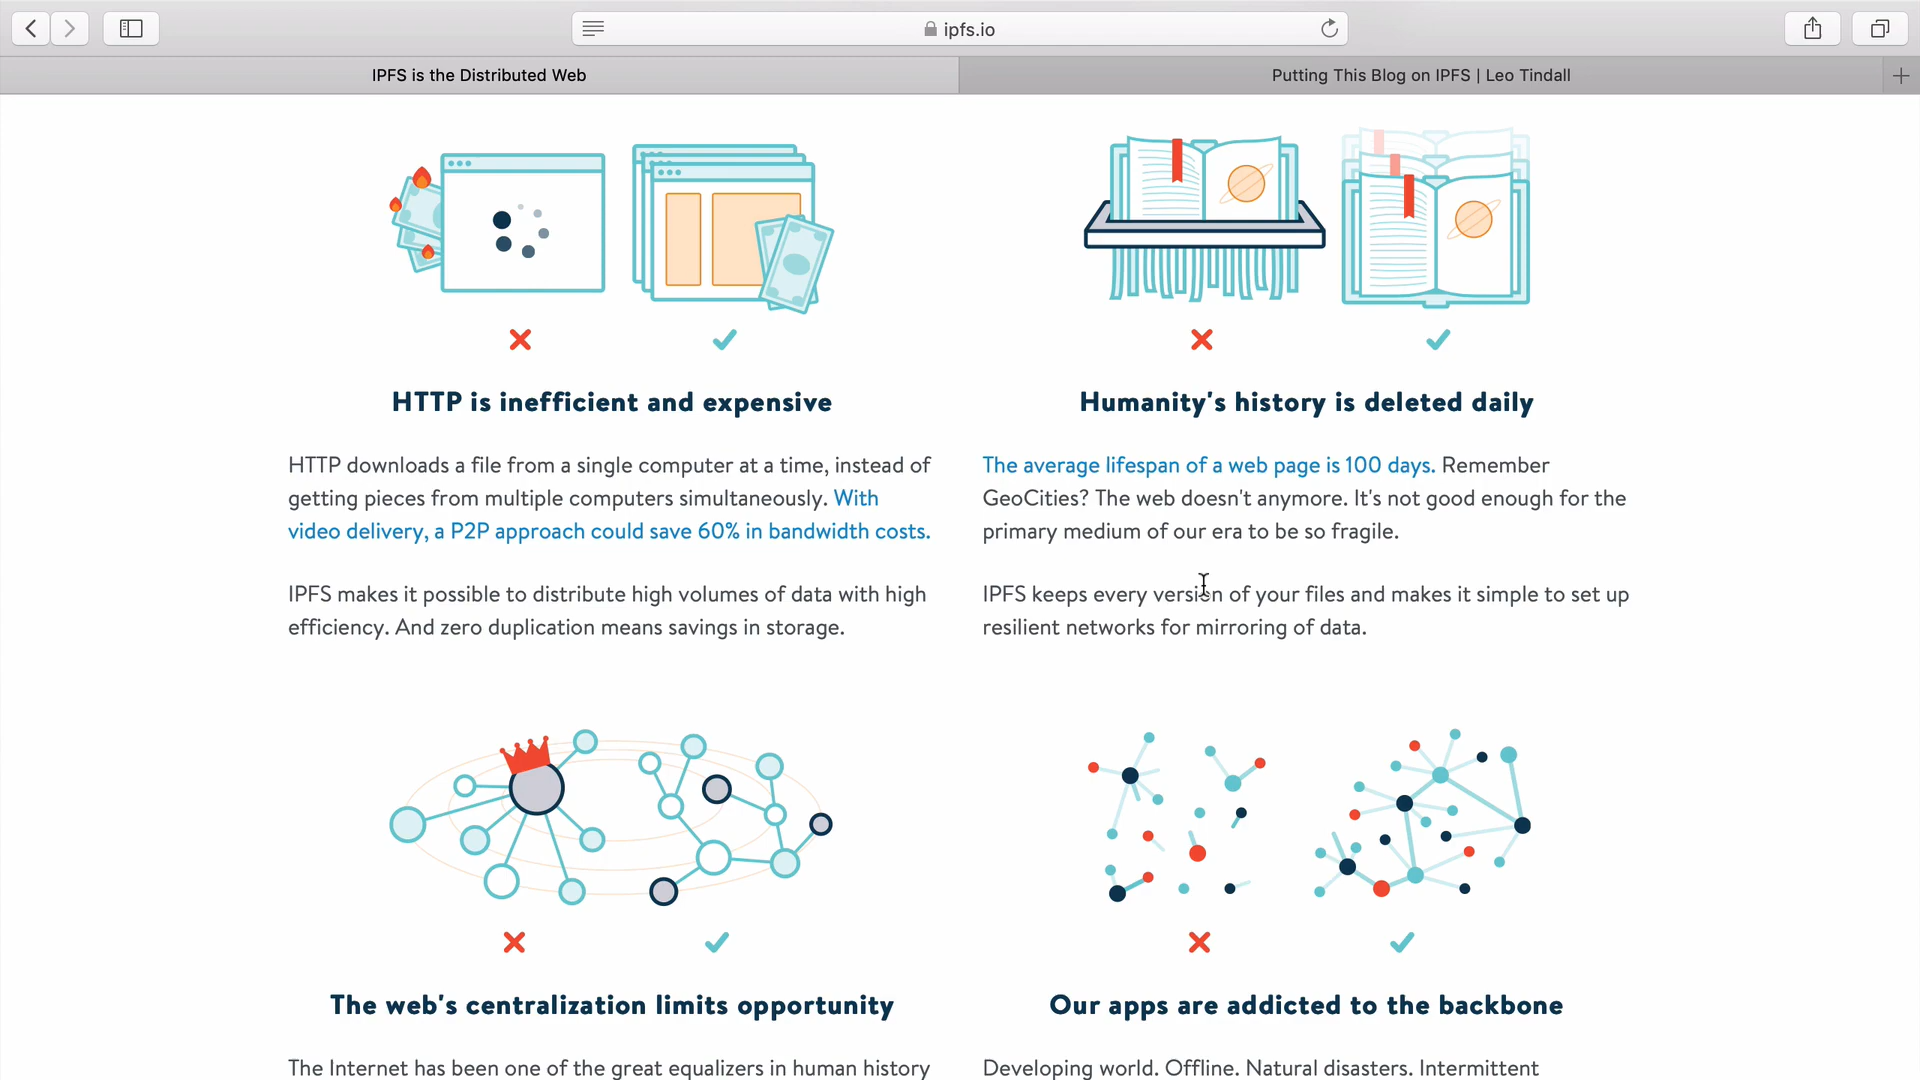 ipfs.io
IPFS is the Distributed Web
Putting This Blog on IPFS | Leo Tindall
HTTP is inefficient and expensive
HTTP downloads a file from a single computer at a time, instead of
getting pieces from multiple computers simultaneously. With
video delivery, a P2P approach could save 60% in bandwidth costs.
IPFS makes it possible to distribute high volumes of data with high
efficiency. And zero duplication means savings in storage.
Humanity's history is deleted daily
The average lifespan of a web page is 100 days. Remember
GeoCities? The web doesn't anymore. It's not good enough for the
primary medium of our era to be so fragile.
IPFS keeps every version of your files and makes it simple to set up
resilient networks for mirroring of data.
The web's centralization limits opportunity
The Internet has been one of the great equalizers in human history
Our apps are addicted to the backbone
Developing world. Offline. Natural disasters. Intermittent